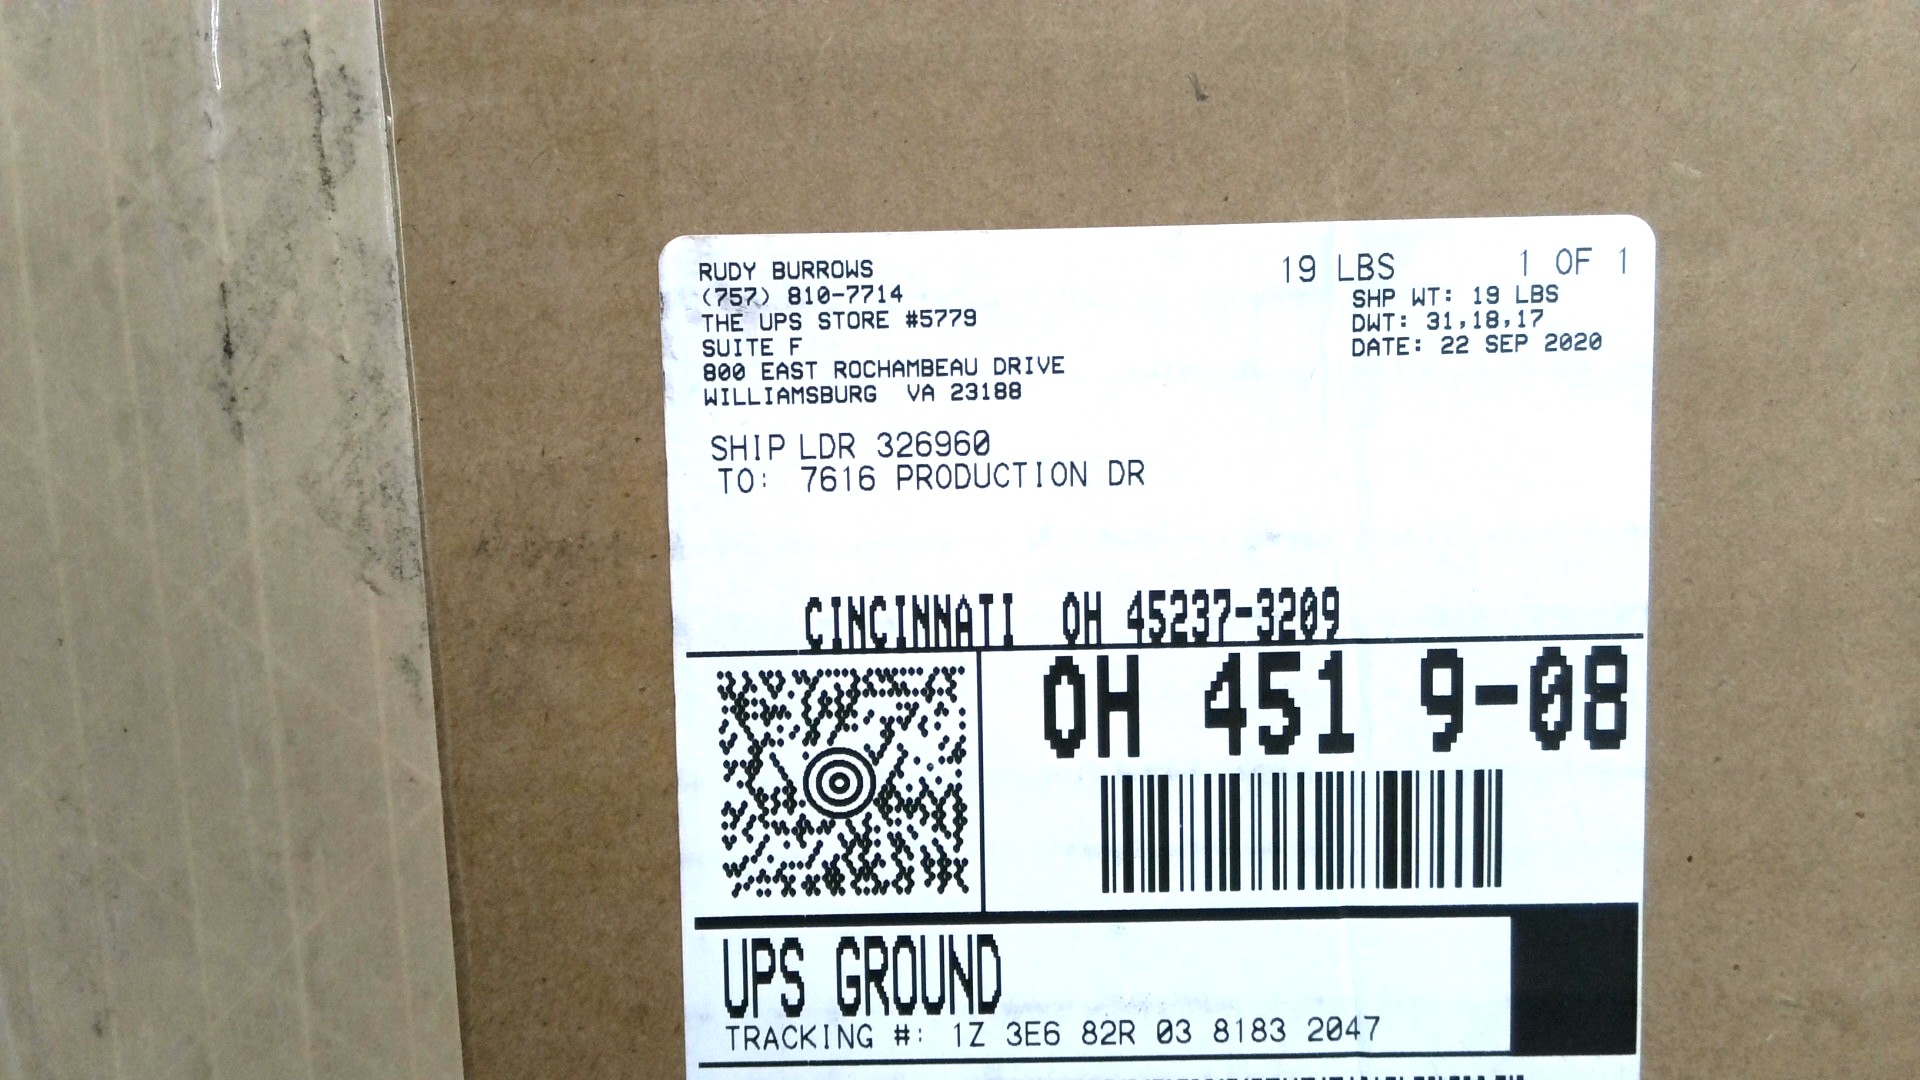 RUDY BURROWS
(757) 810-7714
THE UPS STORE #5779
SUITE F
800 EAST ROCHAMBEAU DRIVE
WILLIAMSBURG VA 23188
19 LBS 1 OF 1
SHP WT: 19 LBS
DWT: 31,18,17
DATE: 22 SEP 2020
SHIP LDR 326960
TO: 7616 PRODUCTION DR
CINCINNATI OH 45237-3209
OH 451 9-08
UPS GROUND
TRACKING #: 1Z 3E6 82R 03 8183 2047